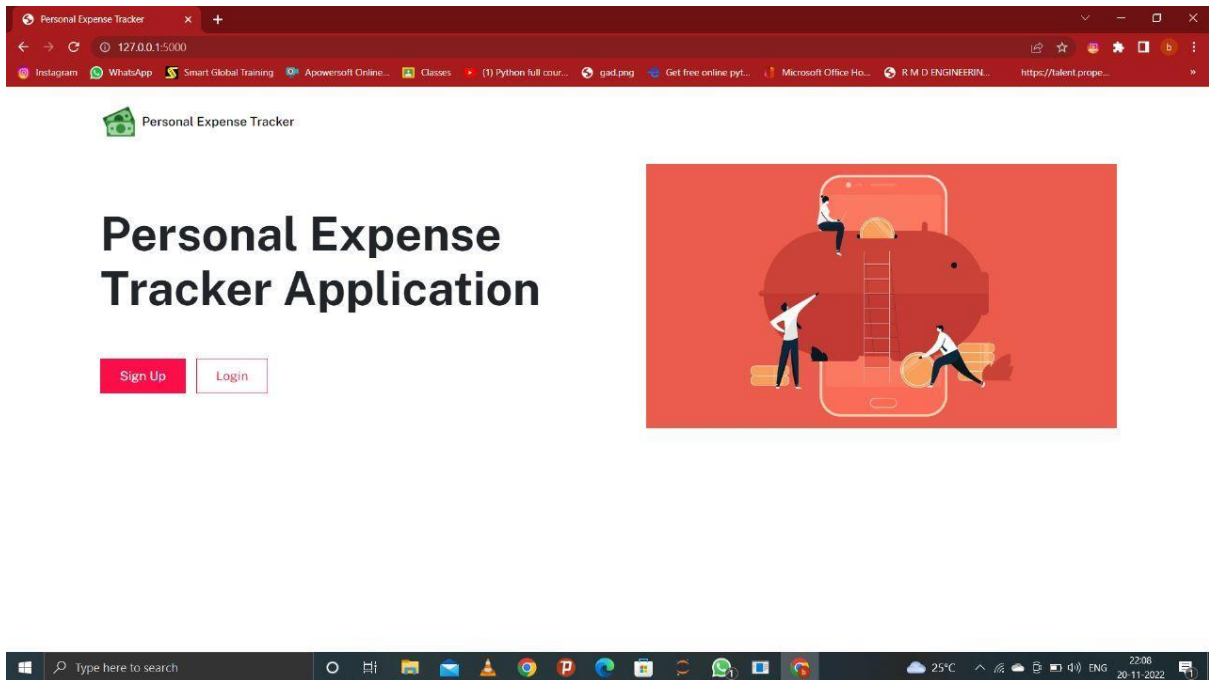 Personal Expense Tracker
127.0.0.1:5000
Instagram WhatsApp Smart Global Training Apowersoft Online... Classes (1) Python full cour... gad.png Get free online pyt... Microsoft Office Ho... R M D ENGINEERIN... https://talent.prope... »
Personal Expense Tracker
Personal Expense
Tracker Application
Sign Up Login
Type here to search 25°C ENG 22:08
20-11-2022